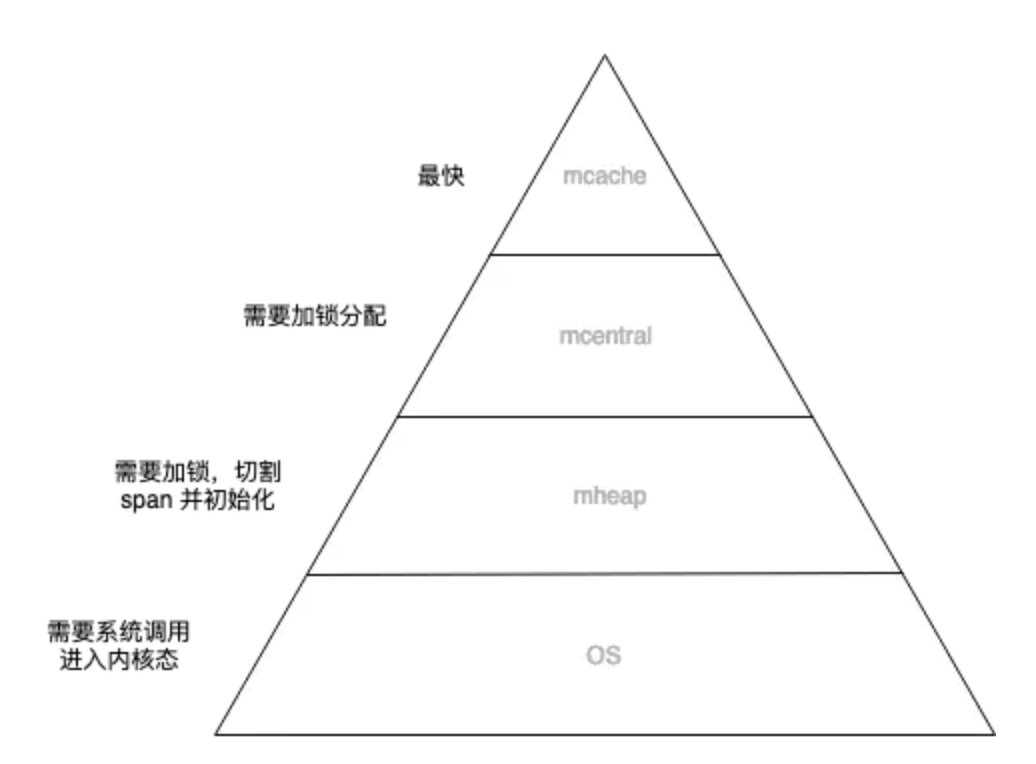 最快
mcache
需要加锁分配
mcentral
需要加锁，切割
span 并初始化
mheap
需要系统调用
进入内核态
OS